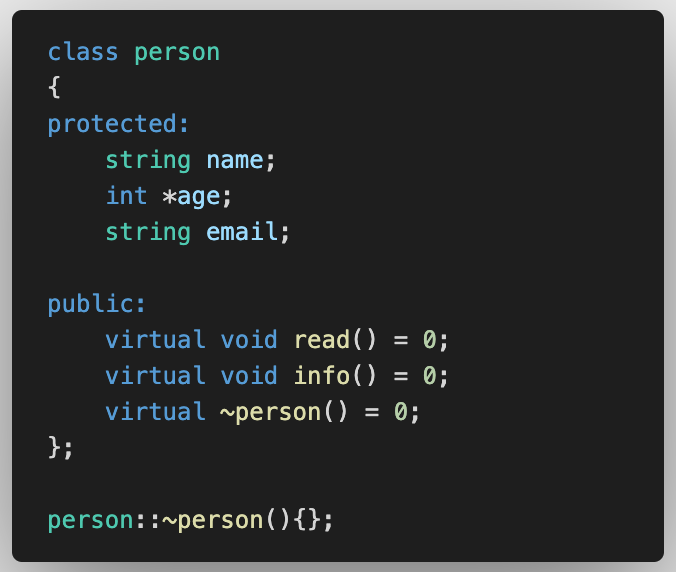 class person
{
protected:
    string name;
    int *age;
    string email;

public:
    virtual void read() = 0;
    virtual void info() = 0;
    virtual ~person() = 0;
};

person::~person(){};